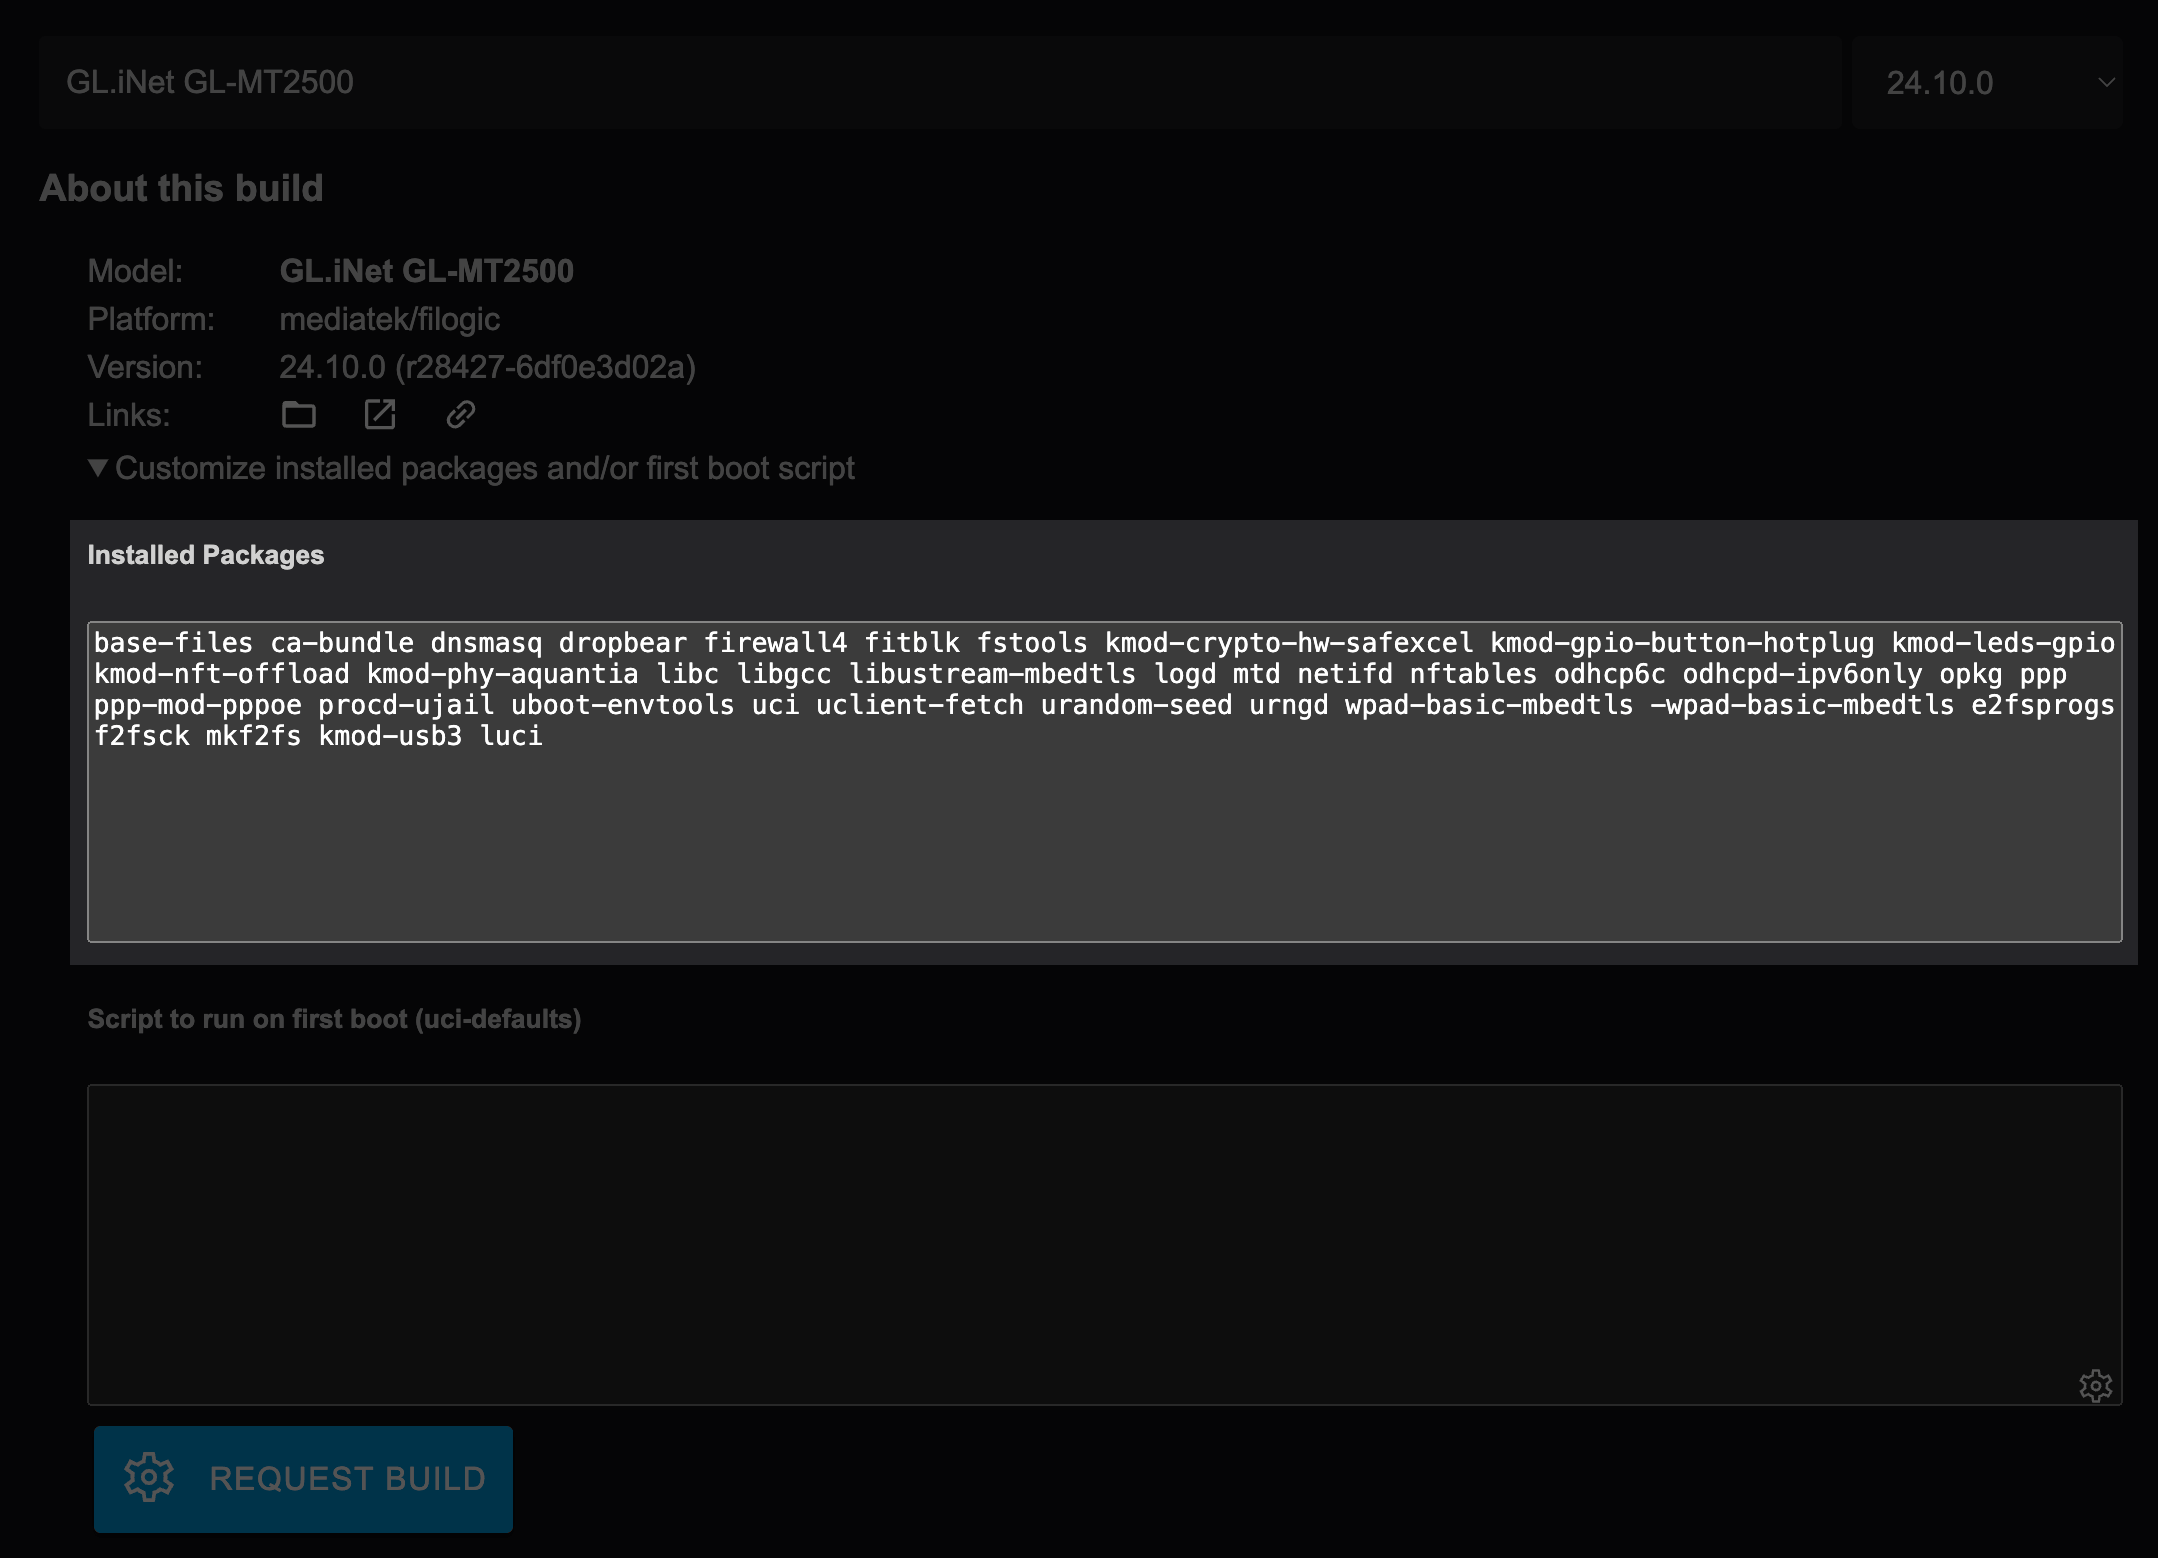 GL.iNet GL-MT2500
24.10.0
About this build
Model: GL.iNet GL-MT2500
Platform: mediatek/filogic
Version: 24.10.0 (r28427-6df0e3d02a)
Links:
▼ Customize installed packages and/or first boot script
Installed Packages
base-files ca-bundle dnsmasq dropbear firewall4 fitblk fstools kmod-crypto-hw-safexcel kmod-gpio-button-hotplug kmod-leds-gpio
kmod-nft-offload kmod-phy-aquantia libc libgcc libustream-mbedtls logd mtd netifd nftables odhcp6c odhcpd-ipv6only opkg ppp
ppp-mod-pppoe procd-ujail uboot-envtools uci uclient-fetch urandom-seed urngd wpad-basic-mbedtls -wpad-basic-mbedtls e2fsprogs
f2fsck mkf2fs kmod-usb3 luci
Script to run on first boot (uci-defaults)
REQUEST BUILD